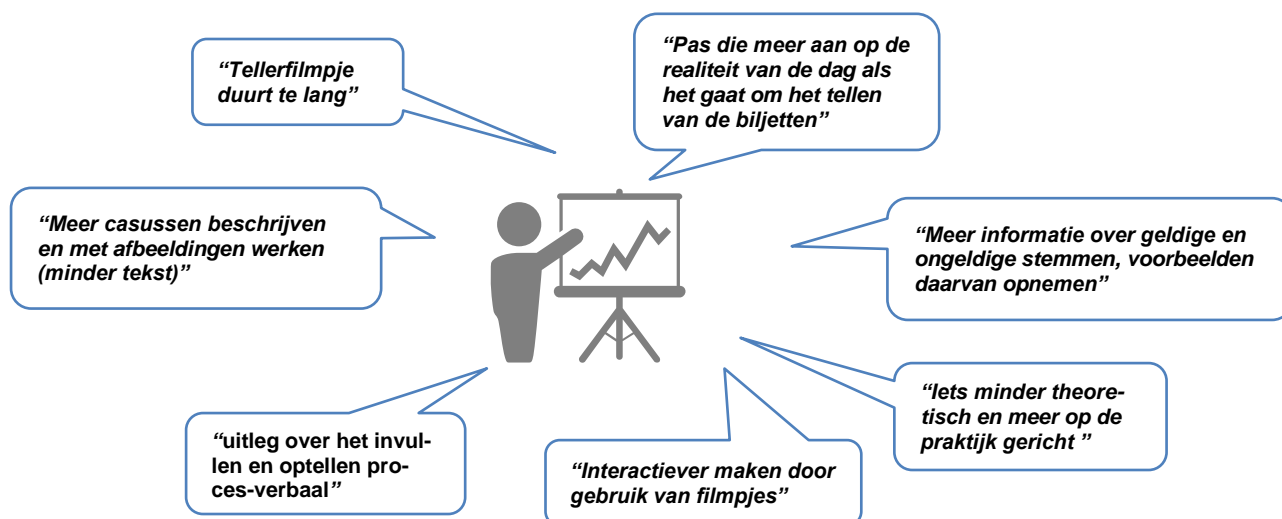 “Tellerfilmpje
duurt te lang”
“Pas die meer aan op de
realiteit van de dag als
het gaat om het tellen
van de biljetten”
“Meer casussen beschrijven
en met afbeeldingen werken
(minder tekst)”
“Meer informatie over geldige en
ongeldige stemmen, voorbeelden
daarvan opnemen”
“Iets minder theore-
tisch en meer op de
praktijk gericht ”
“uitleg over het invul-
len en optellen pro-
ces-verbaal”
“Interactiever maken door
gebruik van filmpjes”